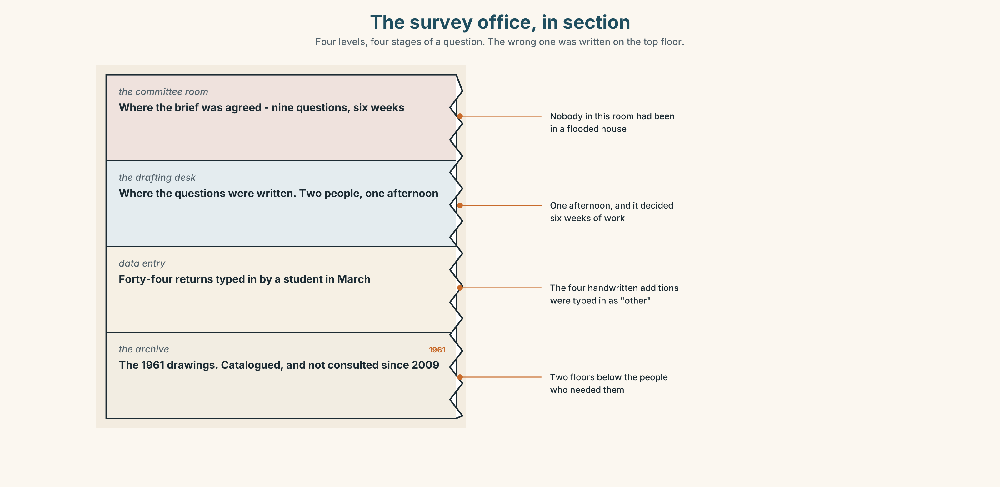 The survey office, in section
Four levels, four stages of a question. The wrong one was written on the top floor.
the committee room
Where the brief was agreed - nine questions, six weeks
Nobody in this room had been
in a flooded house
the drafting desk
Where the questions were written. Two people, one afternoon
One afternoon, and it decided
six weeks of work
data entry
Forty-four returns typed in by a student in March
The four handwritten additions
were typed in as "other"
the archive
1961
The 1961 drawings. Catalogued, and not consulted since 2009
Two floors below the people
who needed them